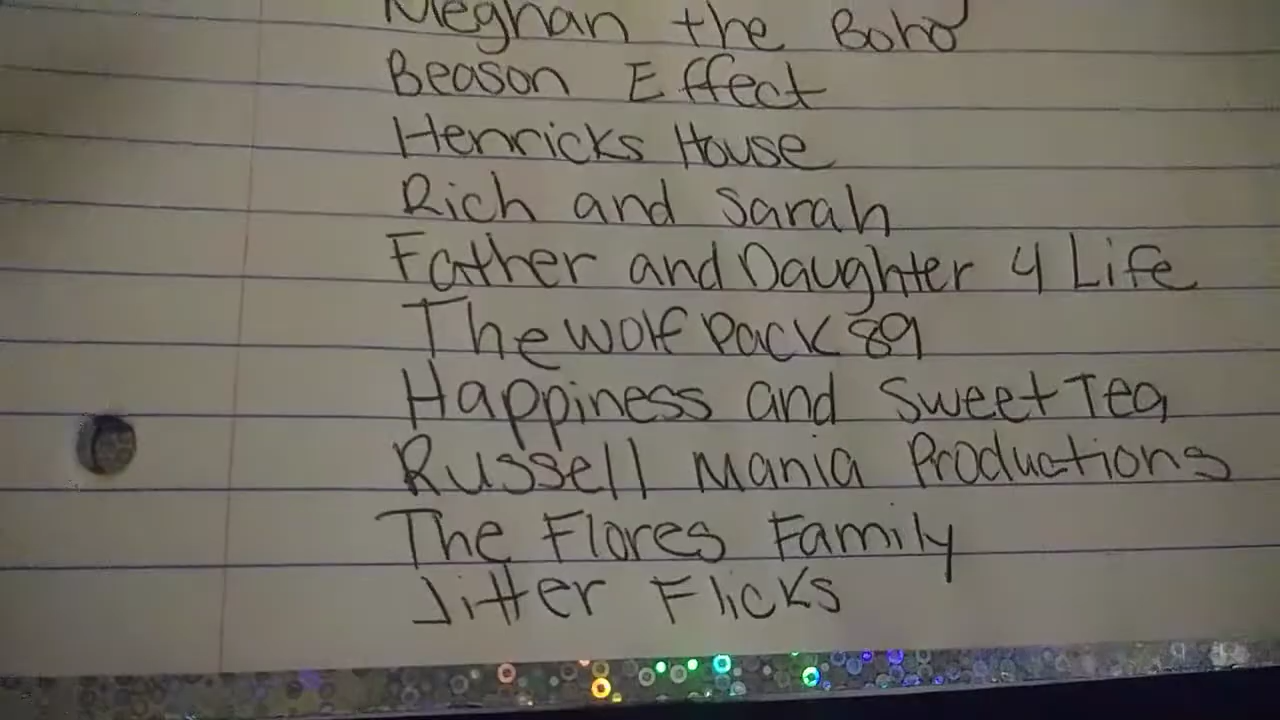 Meghan the Boho
Beason Effect
Henricks House
Rich and Sarah
Father and Daughter 4 Life
The Wolf Pack 89
Happiness and Sweet Tea
Russell Mania Productions
The Flores Family
Jitter Flicks